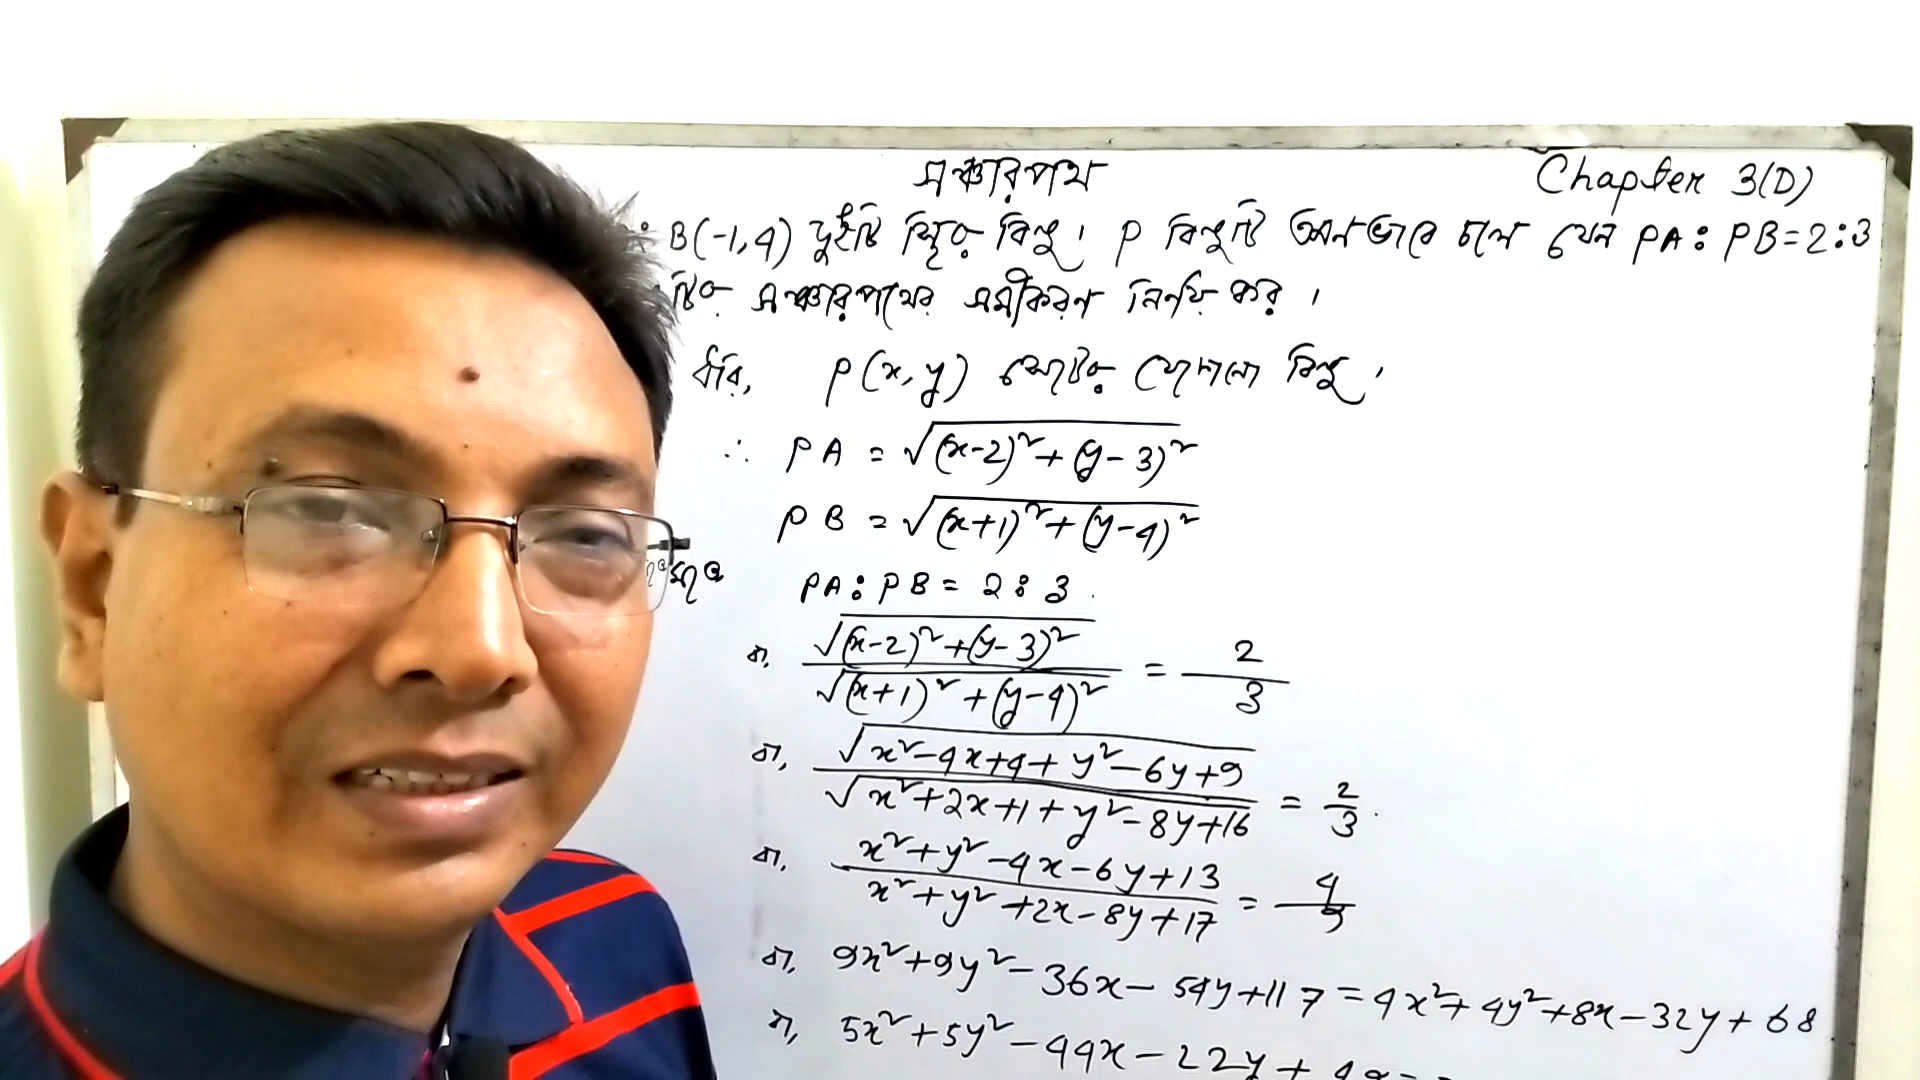 সঞ্চারপথ Chapter 3(D)
B(-1,4) দুইটি স্থির বিন্দু। P বিন্দুটি এমনভাবে চলে যেন PA : PB = 2 : 3
সঞ্চারপথের সমীকরণ নির্ণয় কর।
ধরি, P(x, y) সেটের যেকোনো বিন্দু।
∴ PA = √(x-2)²+(y-3)²
PB = √(x+1)²+(y-4)²
PA : PB = 2 : 3
বা, √(x-2)²+(y-3)² / √(x+1)²+(y-4)² = 2/3
বা, √x²-4x+4+y²-6y+9 / √x²+2x+1+y²-8y+16 = 2/3
বা, x²+y²-4x-6y+13 / x²+y²+2x-8y+17 = 4/9
বা, 9x²+9y²-36x-54y+117 = 4x²+4y²+8x-32y+68
বা, 5x²+5y²-44x-22y+